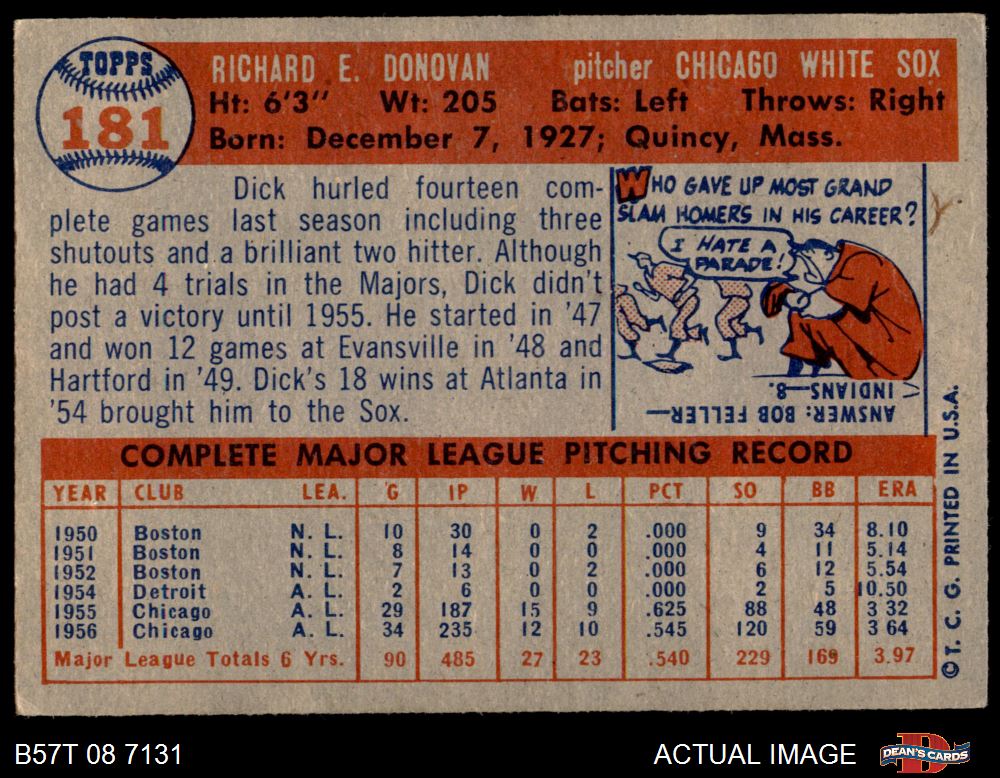 TOPPS
181
RICHARD E. DONOVAN pitcher CHICAGO WHITE SOX
Ht: 6'3" Wt: 205 Bats: Left Throws: Right
Born: December 7, 1927; Quincy, Mass.
Dick hurled fourteen com-
plete games last season including three
shutouts and a brilliant two hitter. Although
he had 4 trials in the Majors, Dick didn't
post a victory until 1955. He started in '47
and won 12 games at Evansville in '48 and
Hartford in '49. Dick's 18 wins at Atlanta in
'54 brought him to the Sox.
WHO GAVE UP MOST GRAND
SLAM HOMERS IN HIS CAREER?
I HATE A
PARADE!
ANSWER: BOB FELLER—
INDIANS—8.
COMPLETE MAJOR LEAGUE PITCHING RECORD
YEAR CLUB LEA. G IP W L PCT SO BB ERA
1950 Boston N. L. 10 30 0 2 .000 9 34 8.10
1951 Boston N. L. 8 14 0 0 .000 4 11 5.14
1952 Boston N. L. 7 13 0 2 .000 6 12 5.54
1954 Detroit A. L. 2 6 0 0 .000 2 5 10.50
1955 Chicago A. L. 29 187 15 9 .625 88 48 3 32
1956 Chicago A. L. 34 235 12 10 .545 120 59 3 64
Major League Totals 6 Yrs. 90 485 27 23 .540 229 169 3.97
© T. C. G. PRINTED IN U.S.A.
B57T 08 7131 ACTUAL IMAGE
DEAN'S CARDS